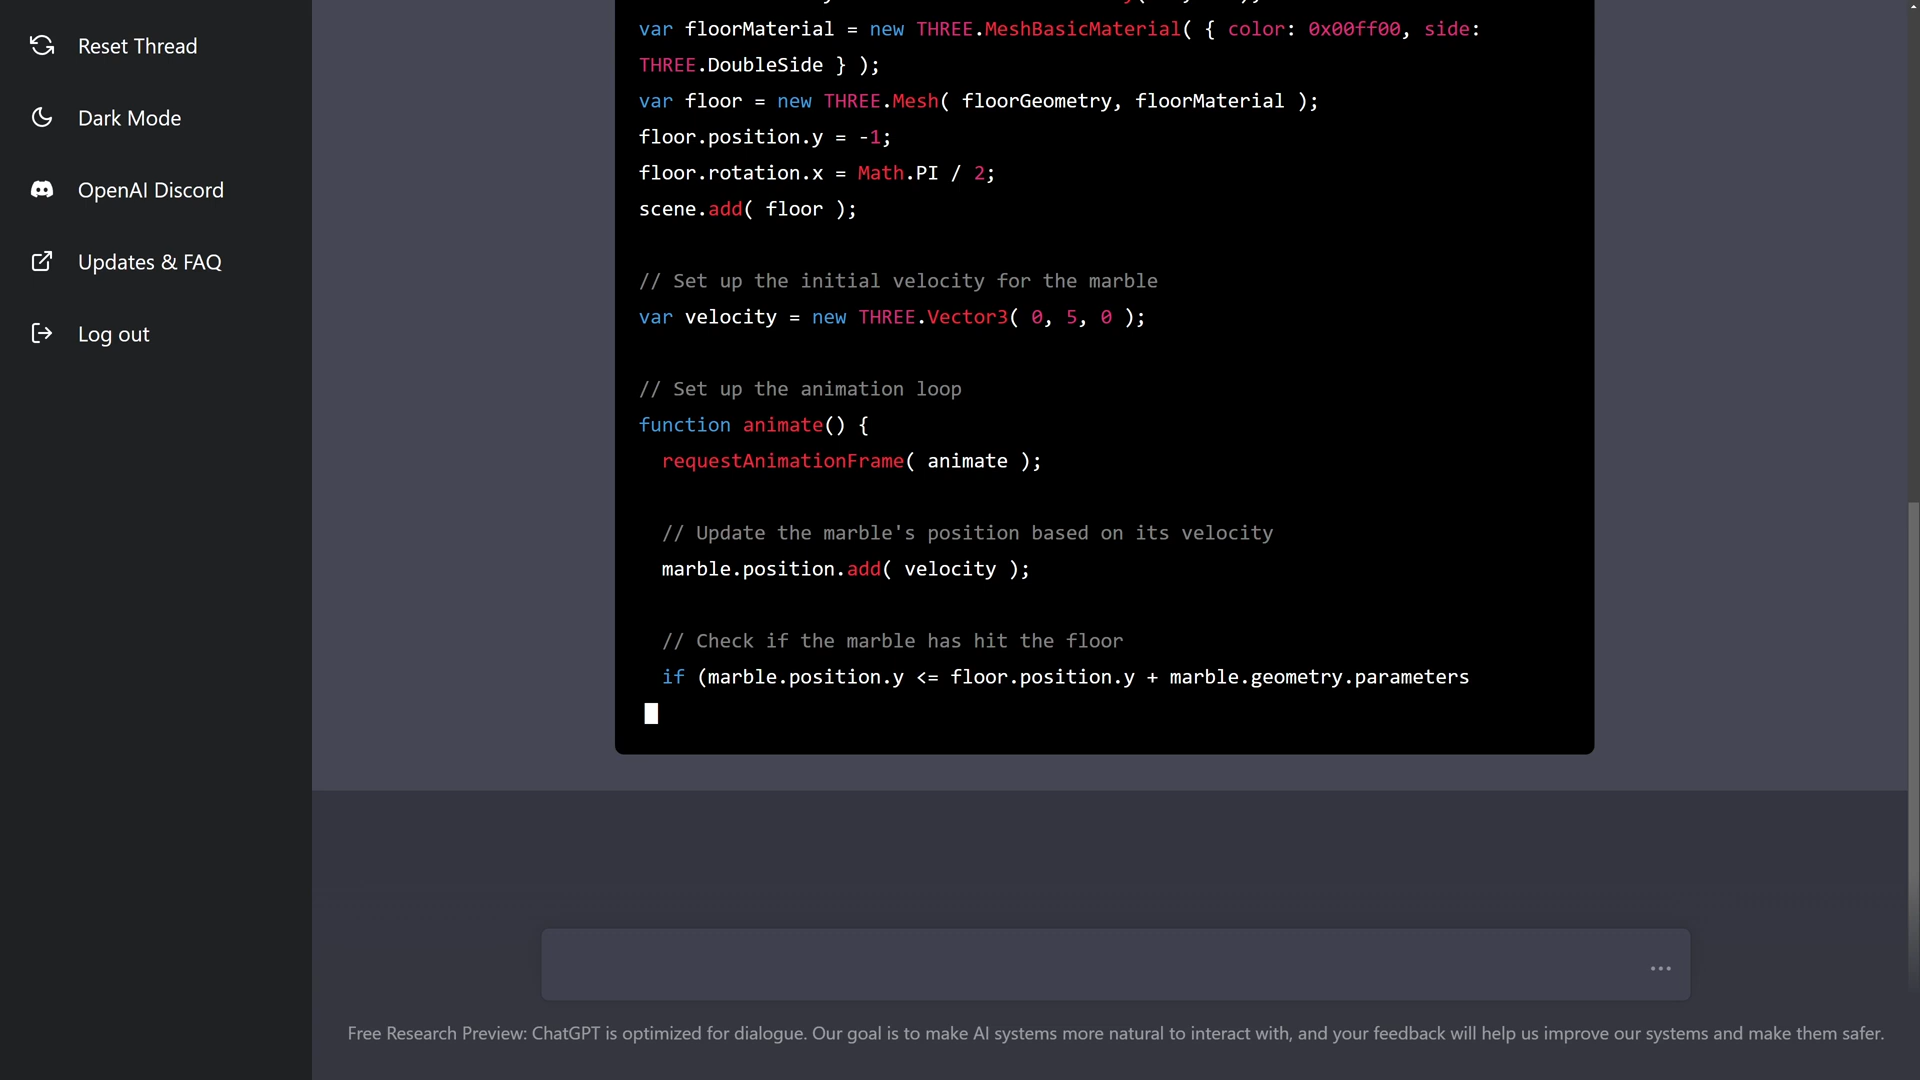 Reset Thread
Dark Mode
OpenAI Discord
Updates & FAQ
Log out
var floorMaterial = new THREE.MeshBasicMaterial( { color: 0x00ff00, side:
THREE.DoubleSide } );
var floor = new THREE.Mesh( floorGeometry, floorMaterial );
floor.position.y = -1;
floor.rotation.x = Math.PI / 2;
scene.add( floor );
// Set up the initial velocity for the marble
var velocity = new THREE.Vector3( 0, 5, 0 );
// Set up the animation loop
function animate() {
requestAnimationFrame( animate );
// Update the marble's position based on its velocity
marble.position.add( velocity );
// Check if the marble has hit the floor
if (marble.position.y <= floor.position.y + marble.geometry.parameters
Free Research Preview: ChatGPT is optimized for dialogue. Our goal is to make AI systems more natural to interact with, and your feedback will help us improve our systems and make them safer.